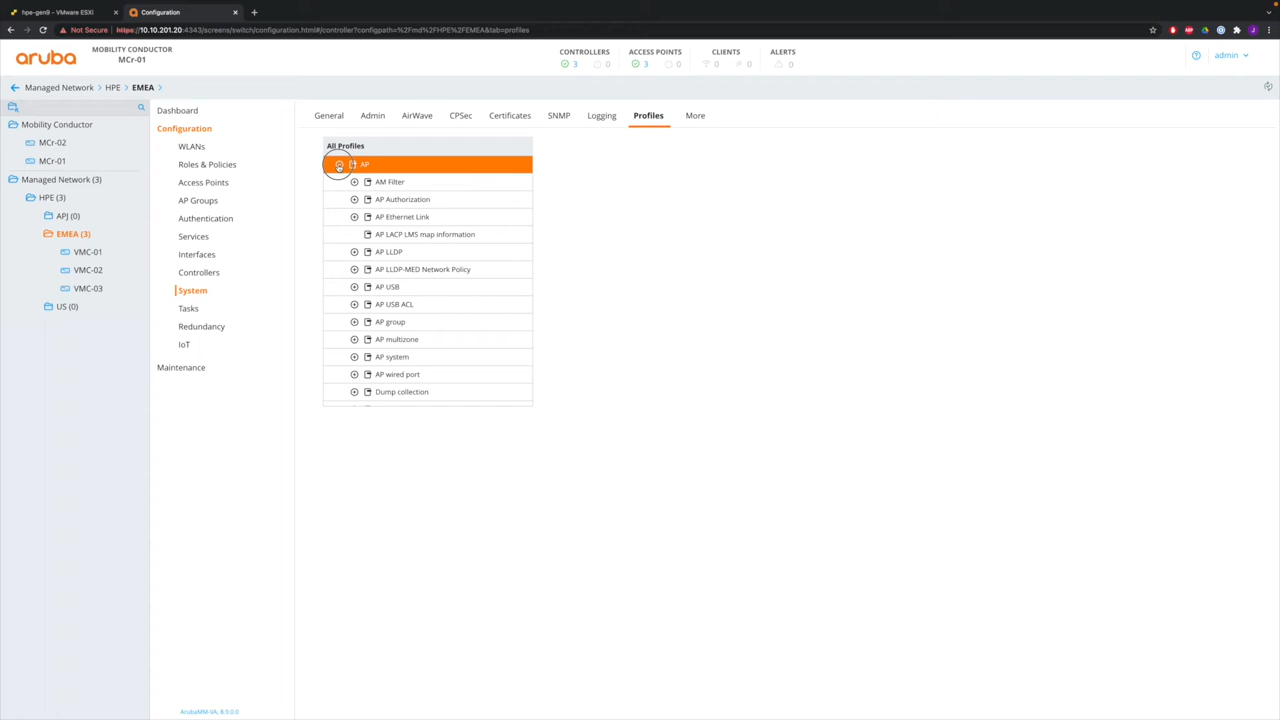 hpe-gen9 – VMware ESXi
Configuration
Not Secure
https://10.10.201.20:4343/screens/switch/configuration.html#/controller?configpath=%2Fmd%2FHPE%2FEMEA&tab=profiles
J
aruba
MOBILITY CONDUCTOR
MCr-01
CONTROLLERS
3 0
ACCESS POINTS
3 0
CLIENTS
0 0
ALERTS
0
admin
Managed Network
HPE
EMEA
Mobility Conductor
MCr-02
MCr-01
Managed Network (3)
HPE (3)
APJ (0)
EMEA (3)
VMC-01
VMC-02
VMC-03
US (0)
Dashboard
Configuration
WLANs
Roles & Policies
Access Points
AP Groups
Authentication
Services
Interfaces
Controllers
System
Tasks
Redundancy
IoT
Maintenance
ArubaMM-VA, 8.9.0.0
General Admin AirWave CPSec Certificates SNMP Logging Profiles More
All Profiles
AP
AM Filter
AP Authorization
AP Ethernet Link
AP LACP LMS map information
AP LLDP
AP LLDP-MED Network Policy
AP USB
AP USB ACL
AP group
AP multizone
AP system
AP wired port
Dump collection